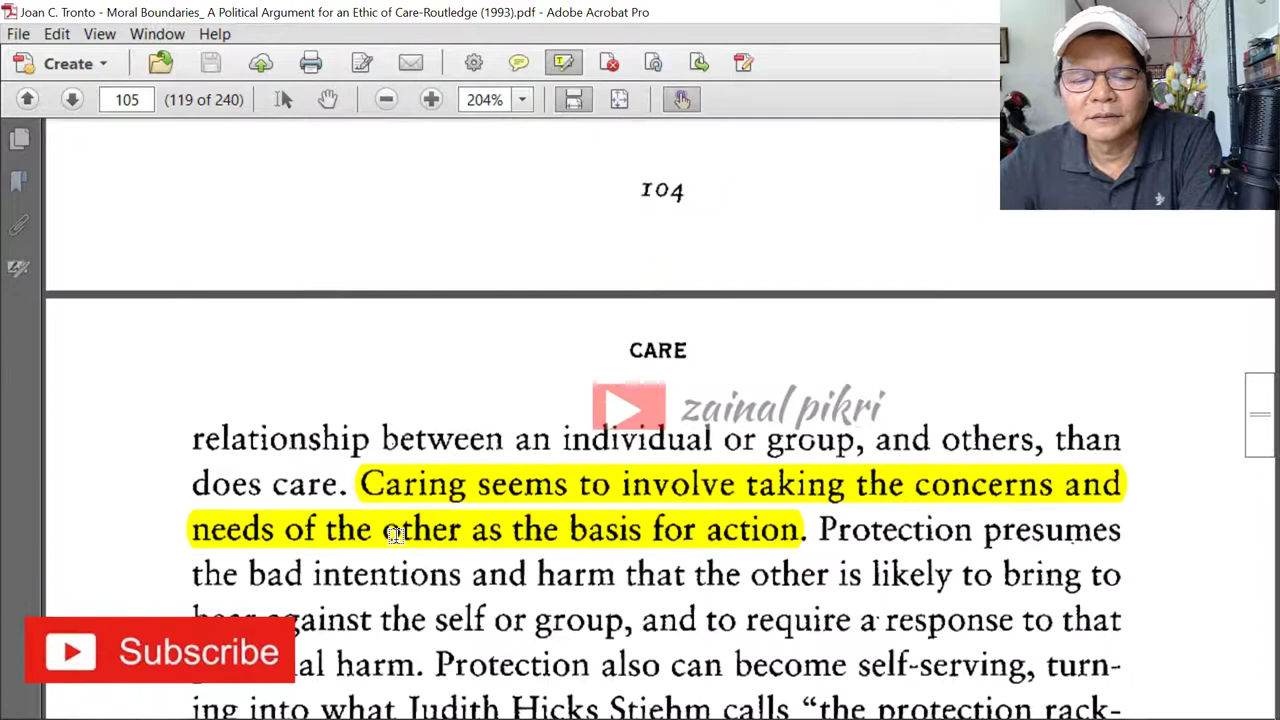 Joan C. Tronto - Moral Boundaries_ A Political Argument for an Ethic of Care-Routledge (1993).pdf - Adobe Acrobat Pro
File Edit View Window Help
Create
105 (119 of 240) 204%
104
CARE
zainal pikri
relationship between an individual or group, and others, than
does care. Caring seems to involve taking the concerns and
needs of the other as the basis for action. Protection presumes
the bad intentions and harm that the other is likely to bring to
against the self or group, and to require a response to that
harm. Protection also can become self-serving, turn-
ing into what Judith Hicks Stiehm calls “the protection rack-
Subscribe